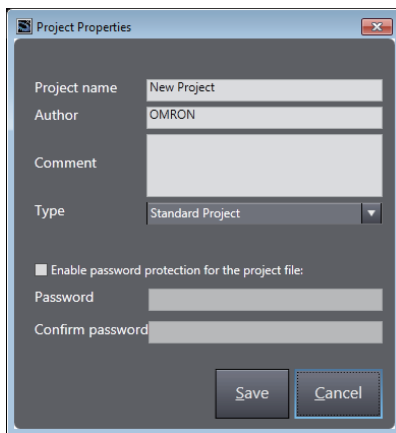 Project Properties
Project name New Project
Author OMRON
Comment
Type Standard Project
Enable password protection for the project file:
Password
Confirm password
Save Cancel